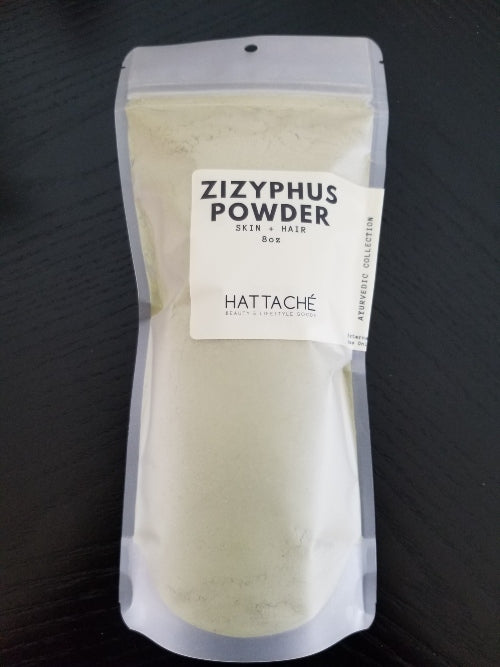 ZIZYPHUS
POWDER
SKIN + HAIR
8oz
HATTACHÉ
BEAUTY & LIFESTYLE GOODS
AYURVEDIC COLLECTION